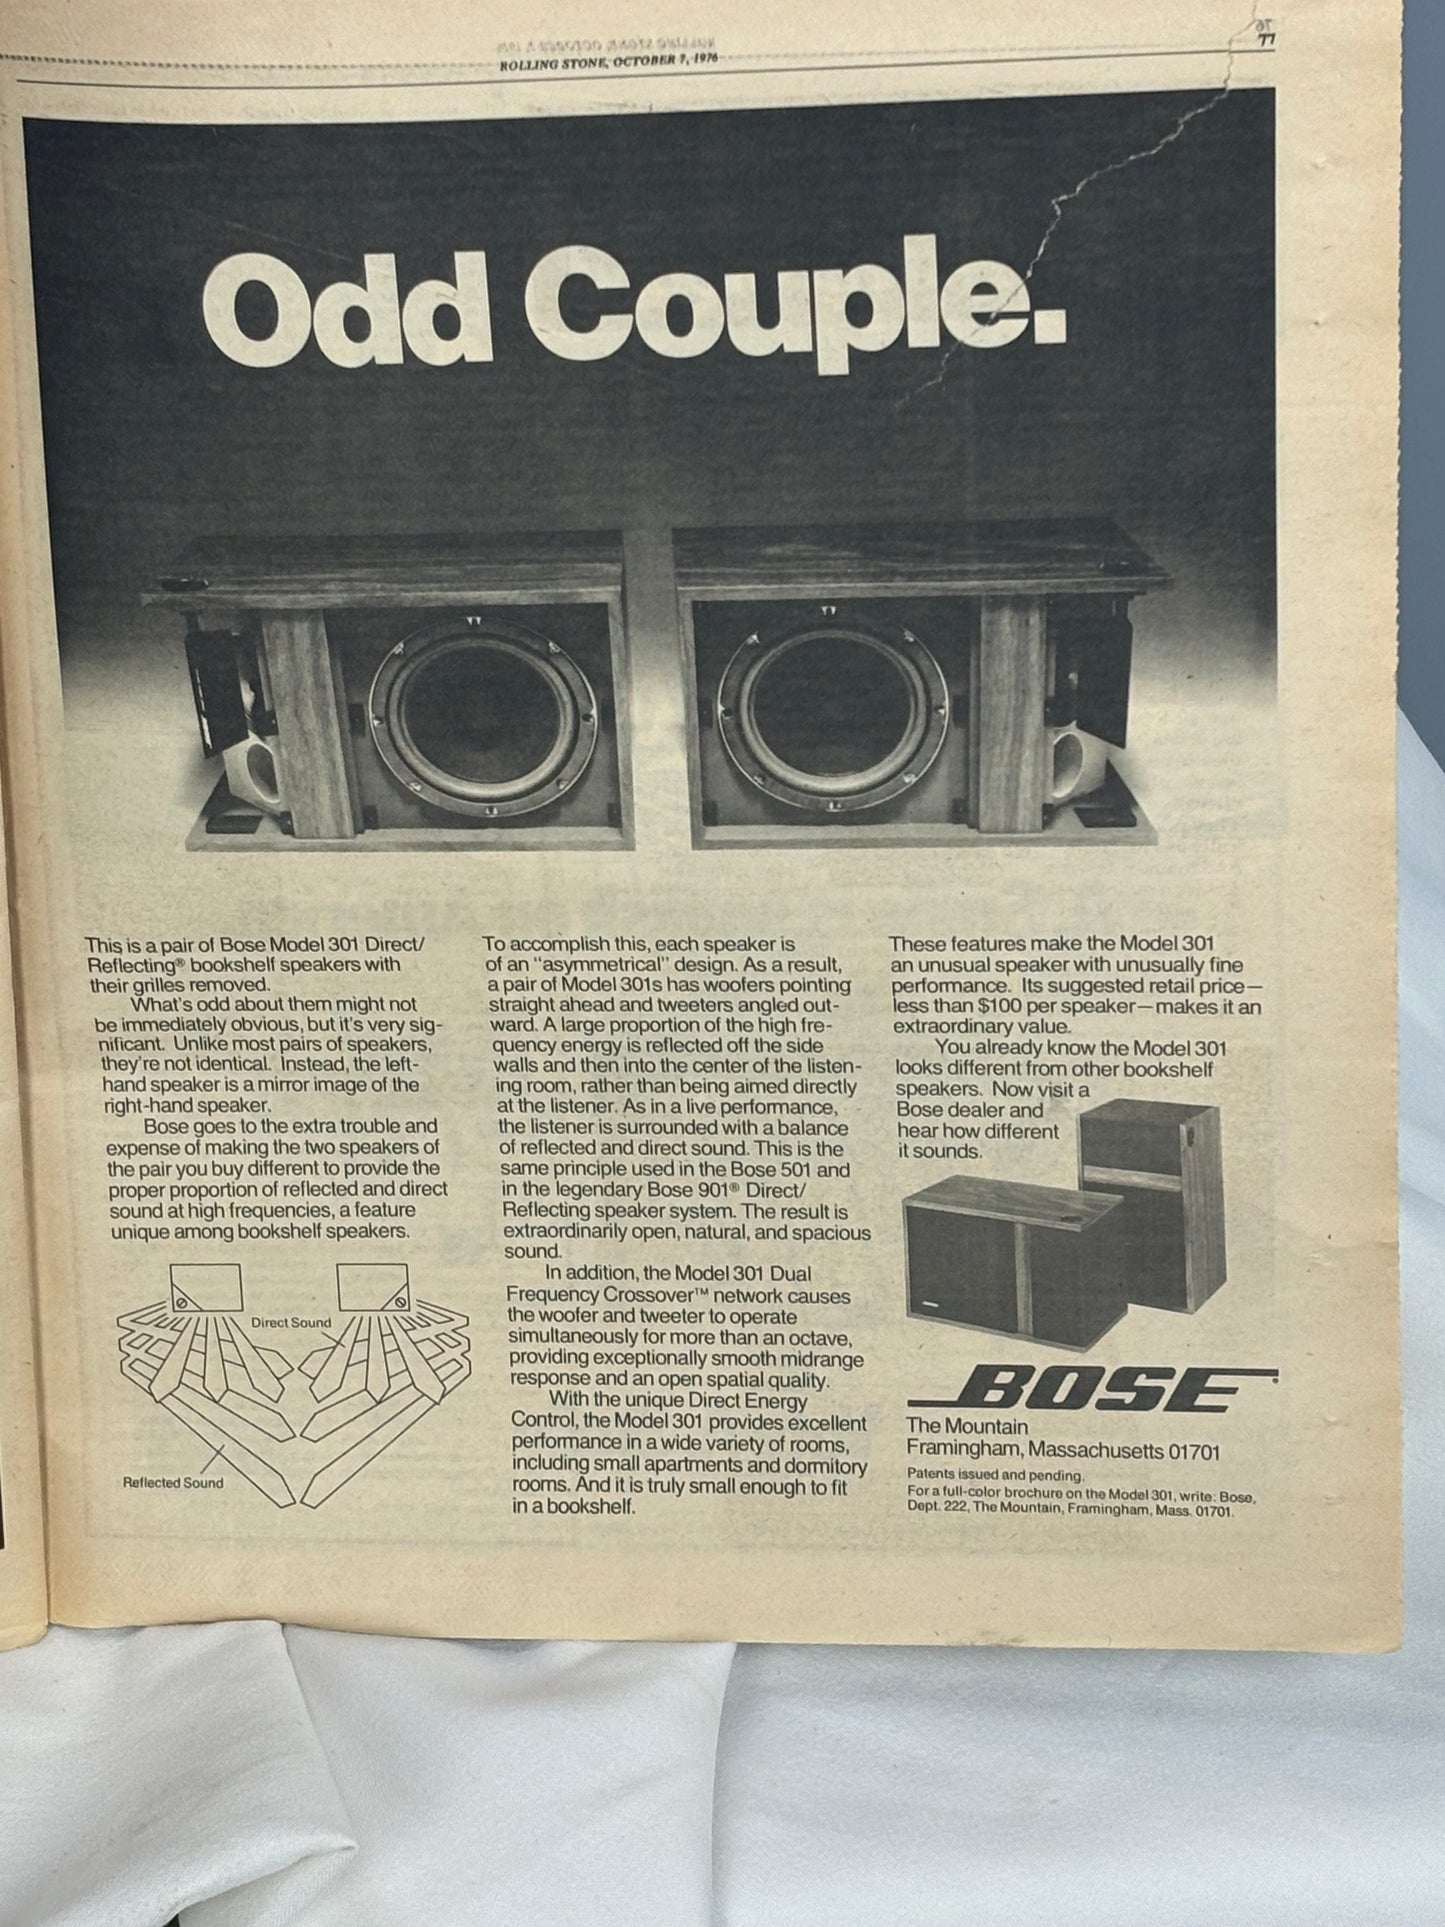 ROLLING STONE, OCTOBER 7, 1976
77
Odd Couple.
This is a pair of Bose Model 301 Direct/
Reflecting® bookshelf speakers with
their grilles removed.
What's odd about them might not
be immediately obvious, but it's very sig-
nificant. Unlike most pairs of speakers,
they're not identical. Instead, the left-
hand speaker is a mirror image of the
right-hand speaker.
Bose goes to the extra trouble and
expense of making the two speakers of
the pair you buy different to provide the
proper proportion of reflected and direct
sound at high frequencies, a feature
unique among bookshelf speakers.
Direct Sound
Reflected Sound
To accomplish this, each speaker is
of an "asymmetrical" design. As a result,
a pair of Model 301s has woofers pointing
straight ahead and tweeters angled out-
ward. A large proportion of the high fre-
quency energy is reflected off the side
walls and then into the center of the listen-
ing room, rather than being aimed directly
at the listener. As in a live performance,
the listener is surrounded with a balance
of reflected and direct sound. This is the
same principle used in the Bose 501 and
in the legendary Bose 901® Direct/
Reflecting speaker system. The result is
extraordinarily open, natural, and spacious
sound.
In addition, the Model 301 Dual
Frequency Crossover™ network causes
the woofer and tweeter to operate
simultaneously for more than an octave,
providing exceptionally smooth midrange
response and an open spatial quality.
With the unique Direct Energy
Control, the Model 301 provides excellent
performance in a wide variety of rooms,
including small apartments and dormitory
rooms. And it is truly small enough to fit
in a bookshelf.
These features make the Model 301
an unusual speaker with unusually fine
performance. Its suggested retail price—
less than $100 per speaker—makes it an
extraordinary value.
You already know the Model 301
looks different from other bookshelf
speakers. Now visit a
Bose dealer and
hear how different
it sounds.
BOSE
The Mountain
Framingham, Massachusetts 01701
Patents issued and pending.
For a full-color brochure on the Model 301, write: Bose,
Dept. 222, The Mountain, Framingham, Mass. 01701.